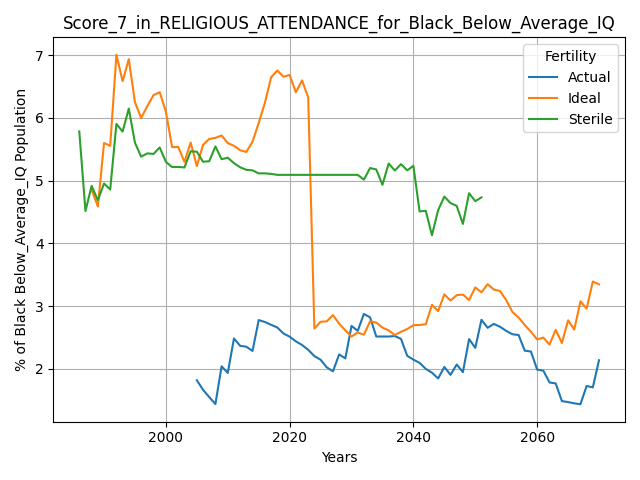 Score_7_in_RELIGIOUS_ATTENDANCE_for_Black_Below_Average_IQ
Fertility
Actual
Ideal
Sterile
% of Black Below_Average_IQ Population
7
6
5
4
3
2
2000
2020
2040
2060
Years